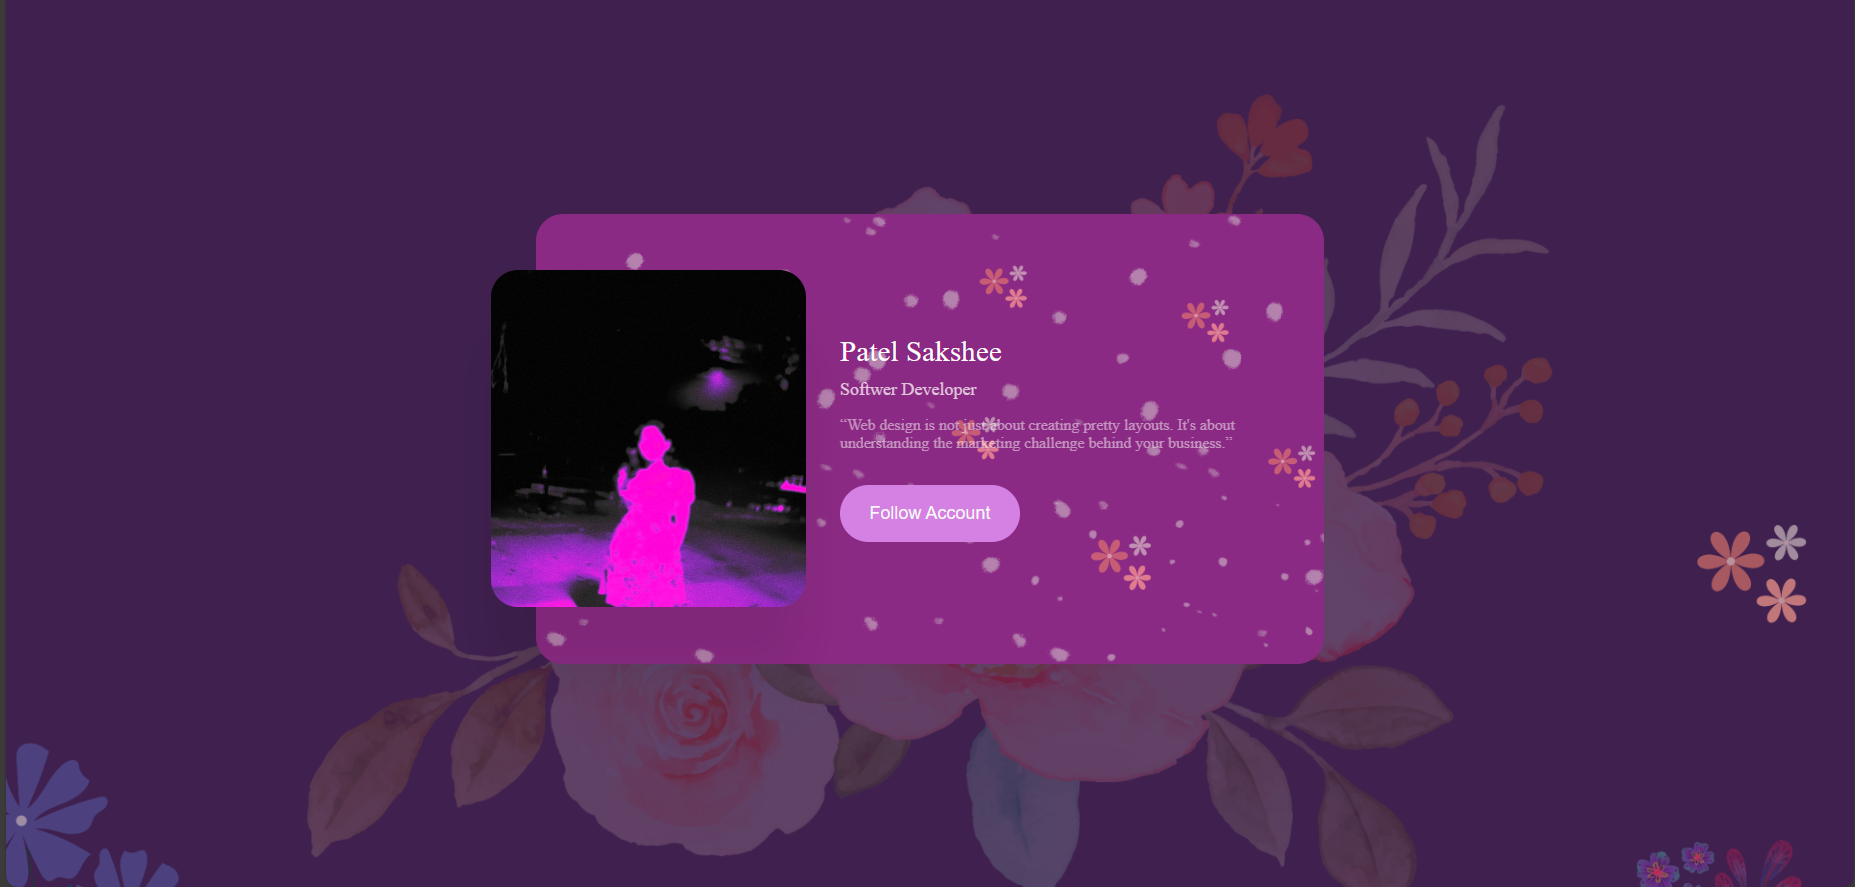 Patel Sakshee
Softwer Developer
“Web design is not just about creating pretty layouts. It's about
understanding the marketing challenge behind your business.”
Follow Account